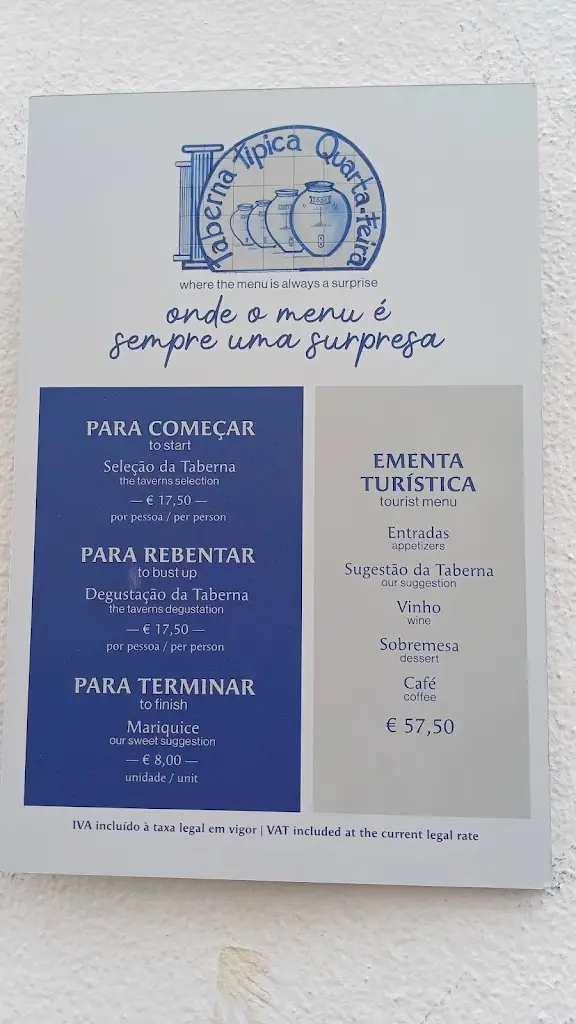 Taberna Típica Quarta-feira
where the menu is always a surprise
onde o menu é
sempre uma surpresa
PARA COMEÇAR
to start
Seleção da Taberna
the taverns selection
— € 17,50 —
por pessoa / per person
PARA REBENTAR
to bust up
Degustação da Taberna
the taverns degustation
— € 17,50 —
por pessoa / per person
PARA TERMINAR
to finish
Mariquice
our sweet suggestion
— € 8,00 —
unidade / unit
EMENTA
TURÍSTICA
tourist menu
Entradas
appetizers
Sugestão da Taberna
our suggestion
Vinho
wine
Sobremesa
dessert
Café
coffee
€ 57,50
IVA incluído à taxa legal em vigor | VAT included at the current legal rate